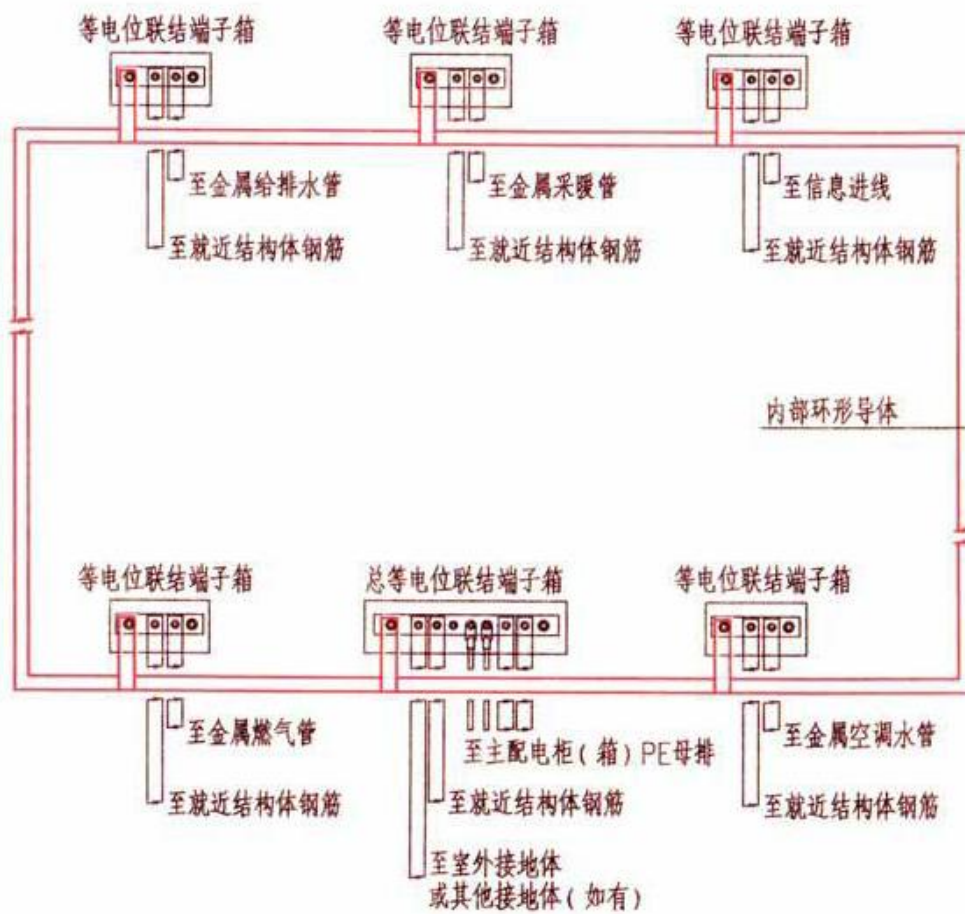 等电位联结端子箱
等电位联结端子箱
等电位联结端子箱
至金属给排水管
至金属采暖管
至信息进线
至就近结构体钢筋
至就近结构体钢筋
至就近结构体钢筋
内部环形导体
等电位联结端子箱
总等电位联结端子箱
等电位联结端子箱
至金属燃气管
至主配电柜(箱)PE母排
至金属空调水管
至就近结构体钢筋
至就近结构体钢筋
至就近结构体钢筋
至室外接地体
或其他接地体(如有)